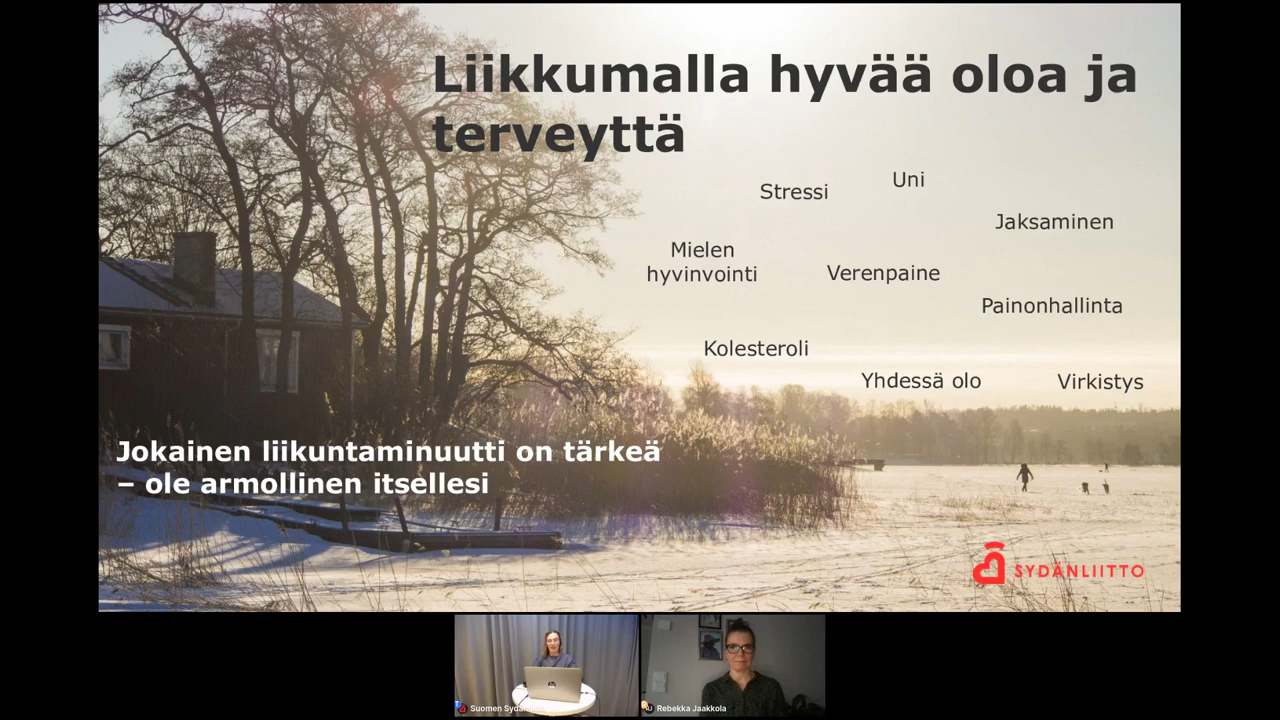 Liikkumalla hyvää oloa ja
terveyttä
Stressi
Uni
Jaksaminen
Mielen
hyvinvointi
Verenpaine
Painonhallinta
Kolesteroli
Yhdessä olo
Virkistys
Jokainen liikuntaminuutti on tärkeä
– ole armollinen itsellesi
SYDÄNLIITTO
Suomen
Rebekka Jaakkola